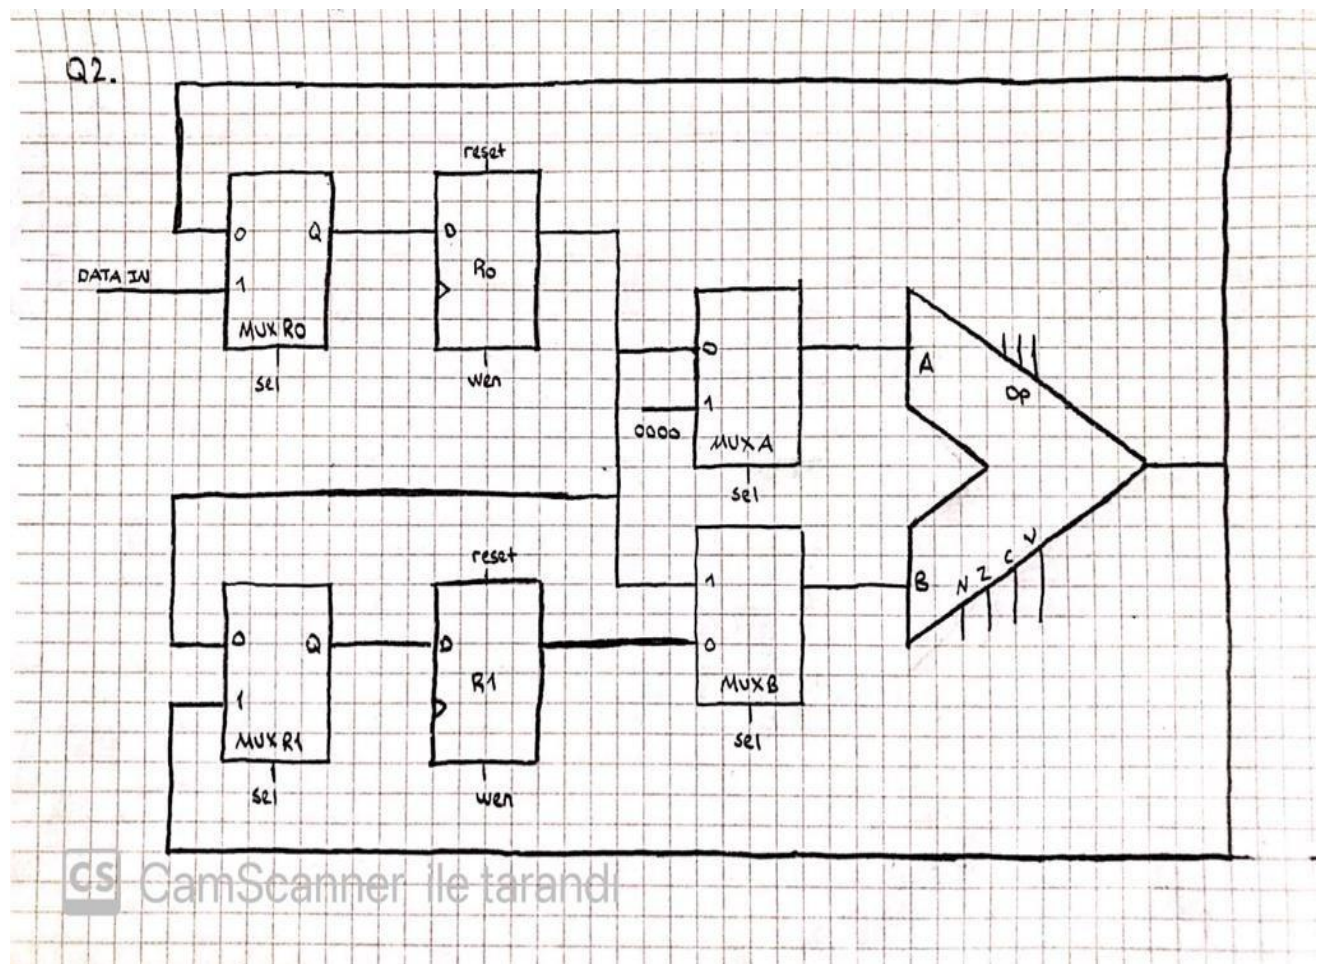 Q2.
reset
0 Q
DATA IN
1
MUX R0
sel
D
R0
wen
0
1
0000
MUX A
sel
A
Op
B
N Z C V
1
0
MUX B
sel
reset
0 Q
1
MUX R1
sel
D
R1
wen
CS CamScanner ile tarandı